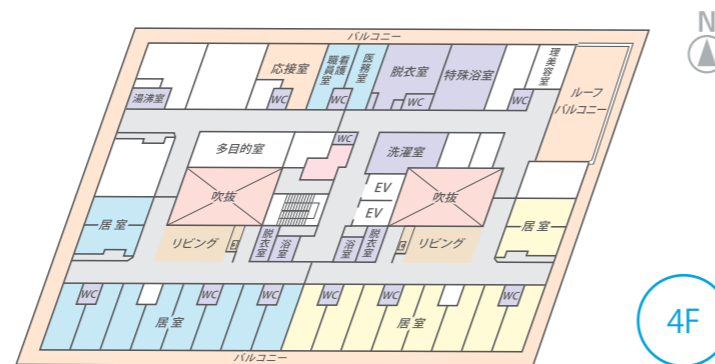 バルコニー
N
応接室
看護
職員室
医務室
脱衣室
特殊浴室
理美容室
ルーフ
バルコニー
湯沸室
WC
WC
WC
WC
WC
多目的室
洗濯室
吹抜
EV
EV
吹抜
居室
居室
リビング
脱衣室
浴室
浴室
脱衣室
リビング
WC
WC
WC
WC
WC
WC
居室
居室
バルコニー
4F